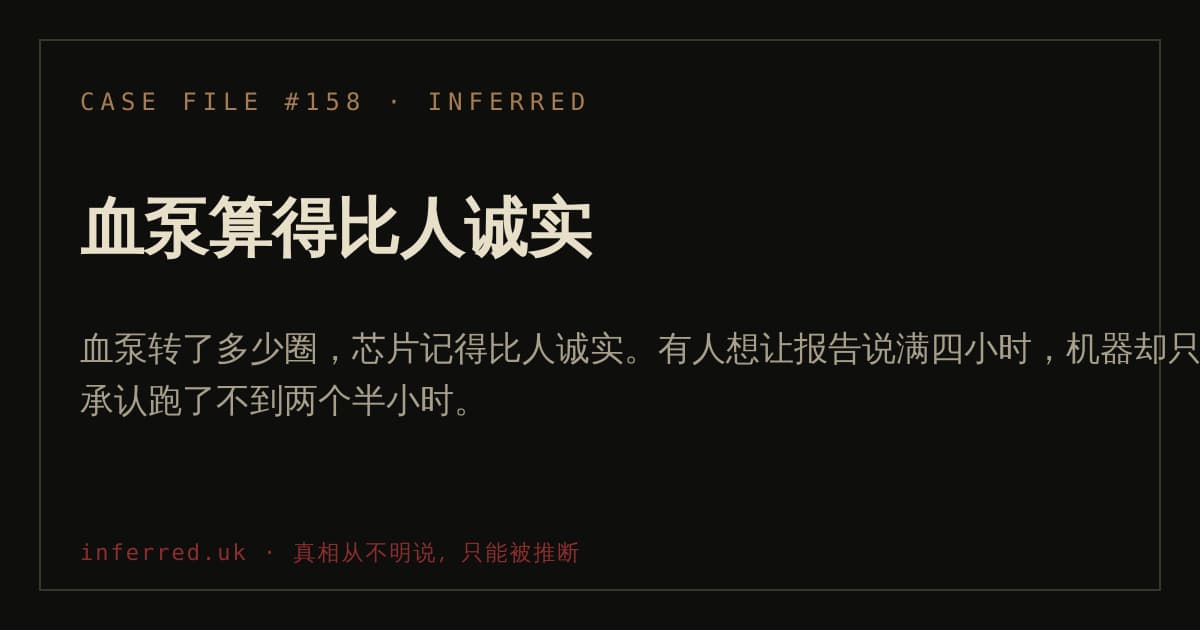 CASE FILE #158 · INFERRED
血泵算得比人诚实
血泵转了多少圈，芯片记得比人诚实。有人想让报告说满四小时，机器却只
承认跑了不到两个半小时。
inferred.uk · 真相从不明说，只能被推断